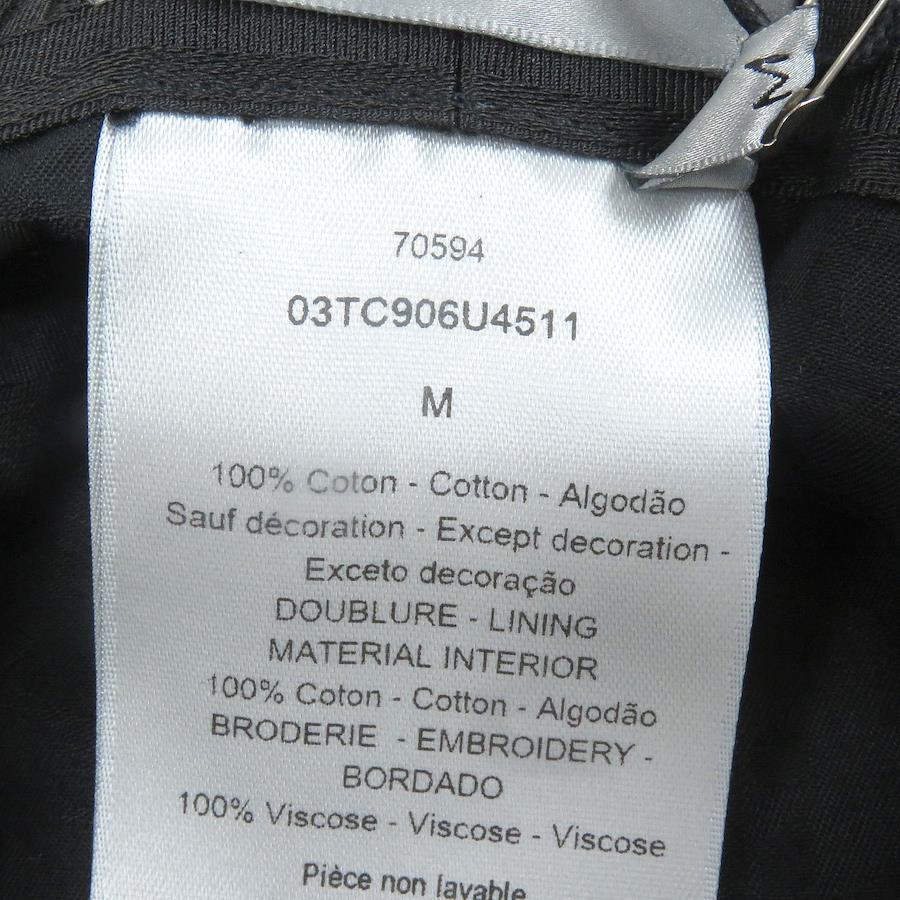 M
70594
03TC906U4511
M
100% Coton - Cotton - Algodão
Sauf décoration - Except decoration -
Exceto decoração
DOUBLURE - LINING
MATERIAL INTERIOR
100% Coton - Cotton - Algodão
BRODERIE - EMBROIDERY -
BORDADO
100% Viscose - Viscose - Viscose
Pièce non lavable